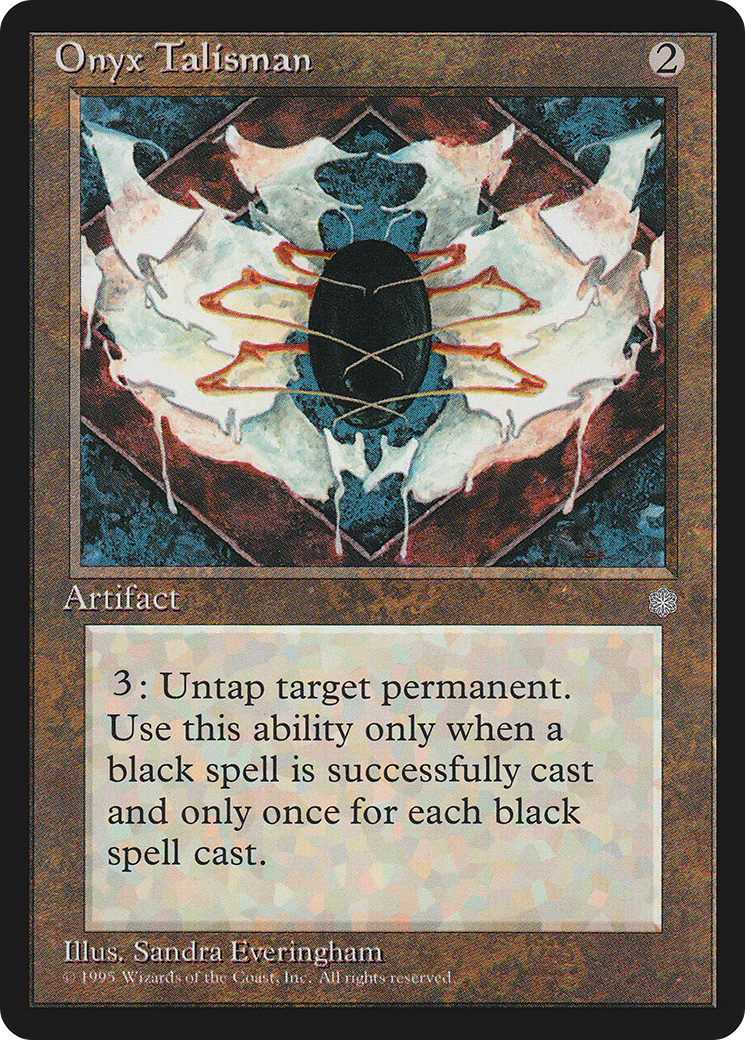 Onyx Talisman
2
Artifact
3: Untap target permanent.
Use this ability only when a
black spell is successfully cast
and only once for each black
spell cast.
Illus. Sandra Everingham
© 1995 Wizards of the Coast, Inc. All rights reserved.